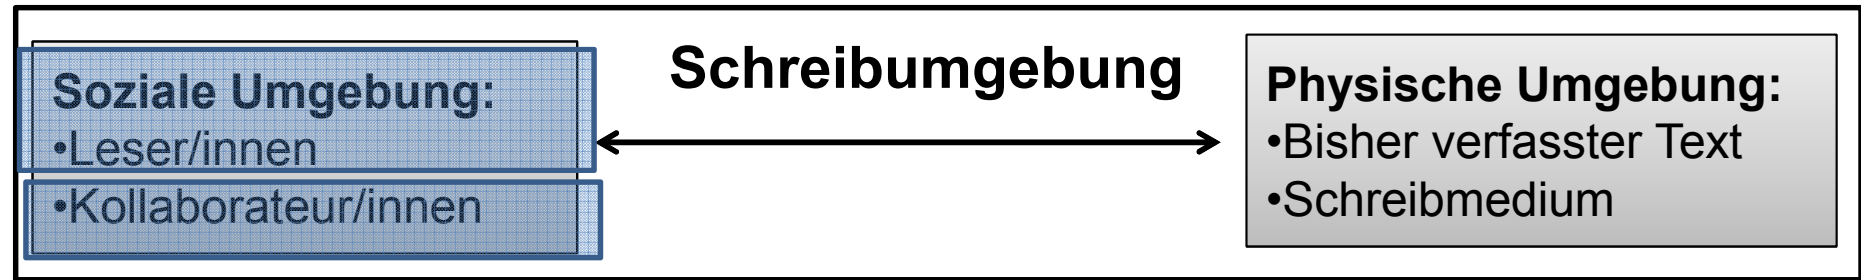 Soziale Umgebung:
•Leser/innen
•Kollaborateur/innen
Schreibumgebung
Physische Umgebung:
•Bisher verfasster Text
•Schreibmedium